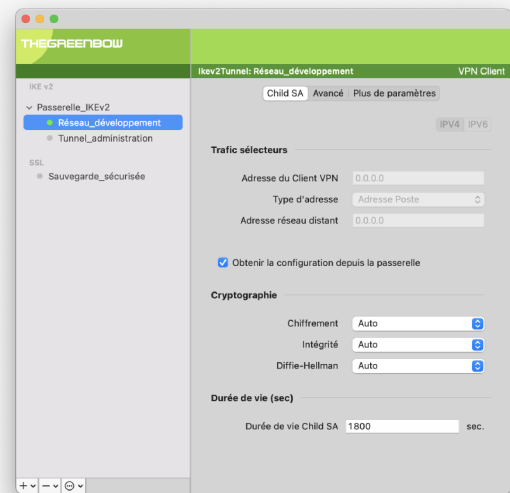 THEGREENBOW
IKE v2
Passerelle_IKEv2
Réseau_développement
Tunnel_administration
SSL
Sauvegarde_sécurisée
Ikev2Tunnel: Réseau_développement VPN Client
Child SA Avancé Plus de paramètres
IPV4 IPV6
Trafic sélecteurs
Adresse du Client VPN 0.0.0.0
Type d'adresse Adresse Poste
Adresse réseau distant 0.0.0.0
Obtenir la configuration depuis la passerelle
Cryptographie
Chiffrement Auto
Intégrité Auto
Diffie-Hellman Auto
Durée de vie (sec)
Durée de vie Child SA 1800 sec.